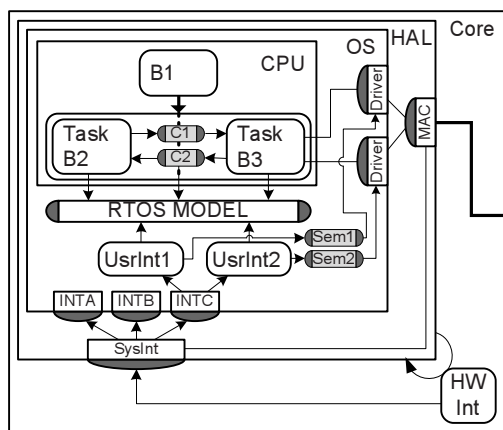 Core
HAL
OS
CPU
B1
Task
B2
C1
C2
Task
B3
Driver
Driver
MAC
RTOS MODEL
UsrInt1
UsrInt2
Sem1
Sem2
INTA
INTB
INTC
SysInt
HW
Int